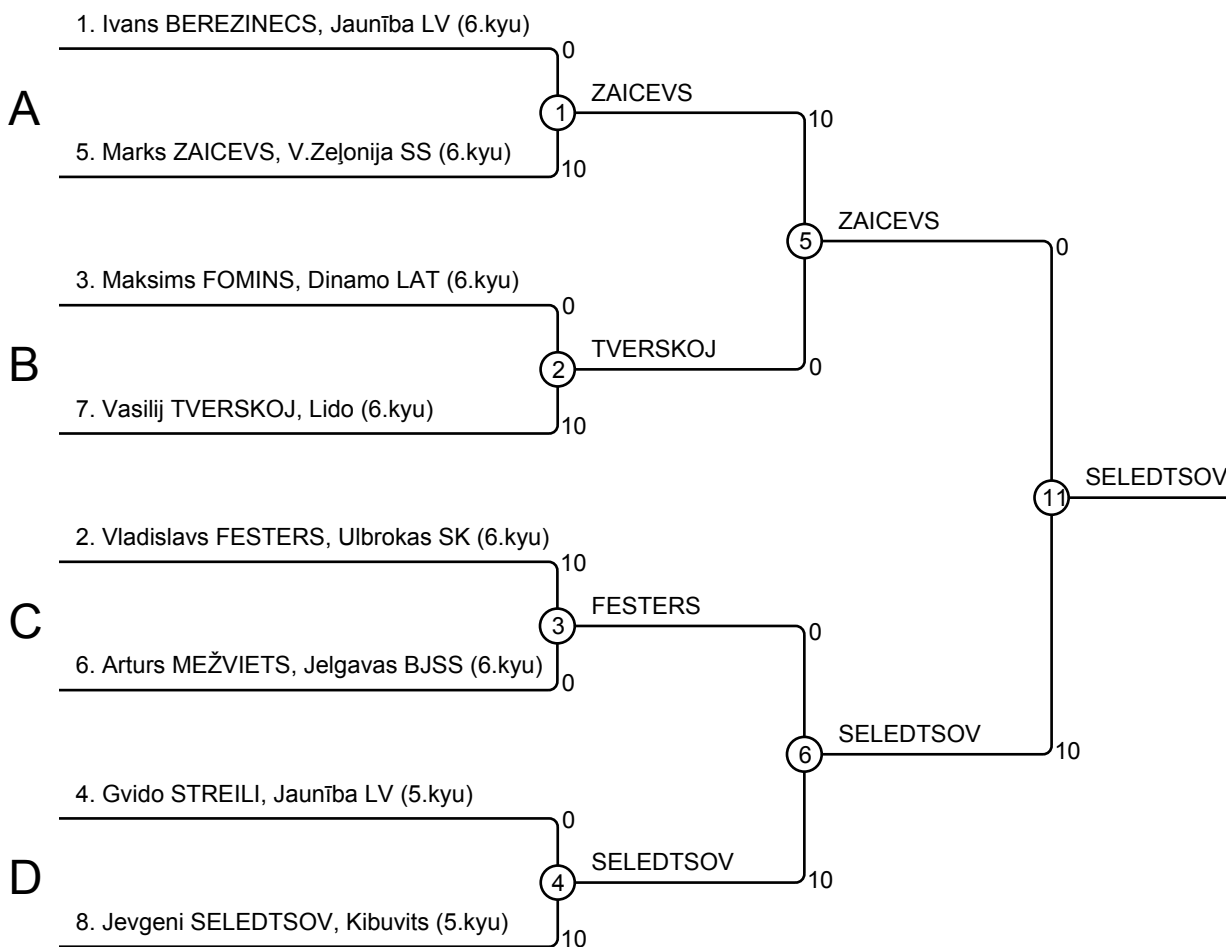 1. Ivans BEREZINECS, Jaunība LV (6.kyu)
0
ZAICEVS
A
1
10
5. Marks ZAICEVS, V.Zeļonija SS (6.kyu)
10
ZAICEVS
5
0
3. Maksims FOMINS, Dinamo LAT (6.kyu)
0
TVERSKOJ
B
2
0
7. Vasilij TVERSKOJ, Lido (6.kyu)
10
SELEDTSOV
11
2. Vladislavs FESTERS, Ulbrokas SK (6.kyu)
10
FESTERS
C
3
0
6. Arturs MEŽVIETS, Jelgavas BJSS (6.kyu)
0
SELEDTSOV
6
10
4. Gvido STREILI, Jaunība LV (5.kyu)
0
SELEDTSOV
D
4
10
8. Jevgeni SELEDTSOV, Kibuvits (5.kyu)
10